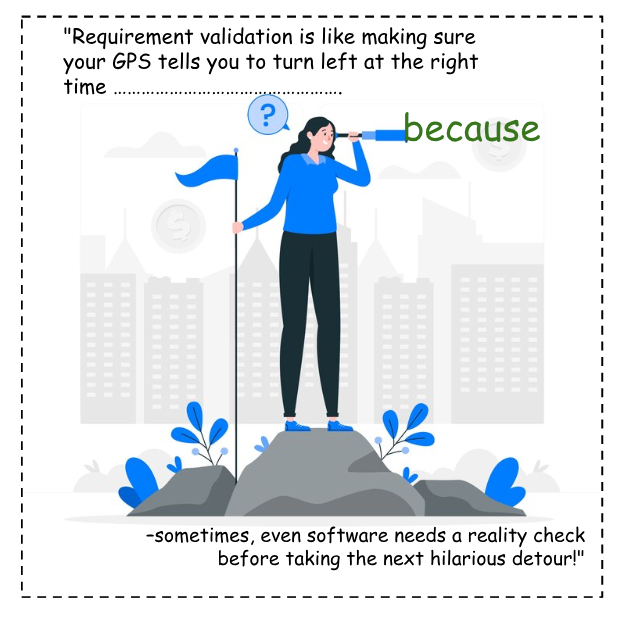 "Requirement validation is like making sure
your GPS tells you to turn left at the right
time ……………………………………….
?
because
$
$
–sometimes, even software needs a reality check
before taking the next hilarious detour!"